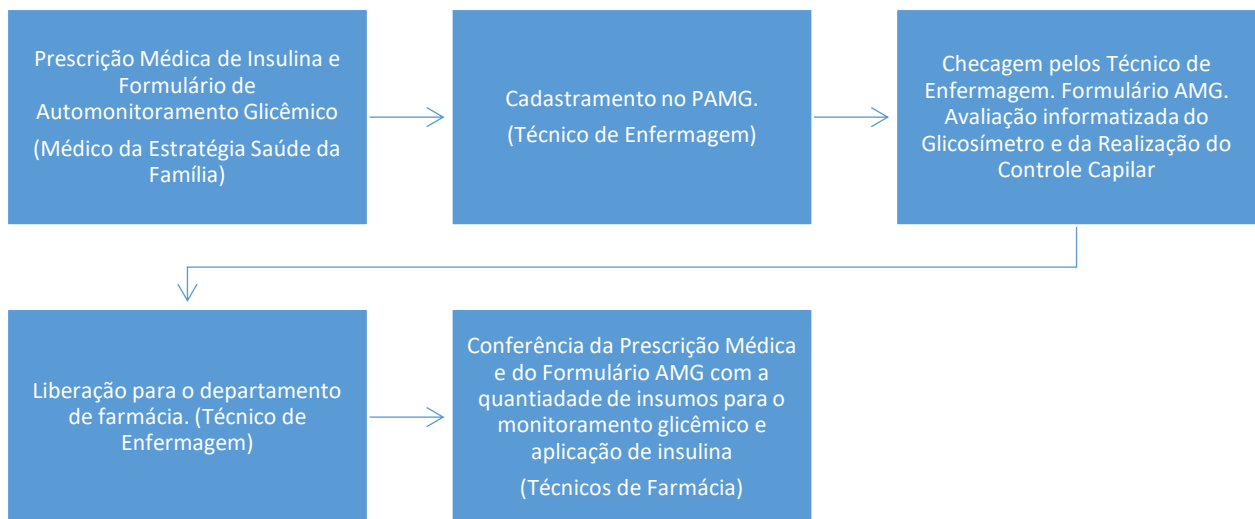 Prescrição Médica de Insulina e
Formulário de
Automonitoramento Glicêmico
(Médico da Estratégia Saúde da
Família)
Cadastramento no PAMG.
(Técnico de Enfermagem)
Checagem pelos Técnico de
Enfermagem. Formulário AMG.
Avaliação informatizada do
Glicosímetro e da Realização do
Controle Capilar
Liberação para o departamento
de farmácia. (Técnico de
Enfermagem)
Conferência da Prescrição Médica
e do Formulário AMG com a
quantiadade de insumos para o
monitoramento glicêmico e
aplicação de insulina
(Técnicos de Farmácia)